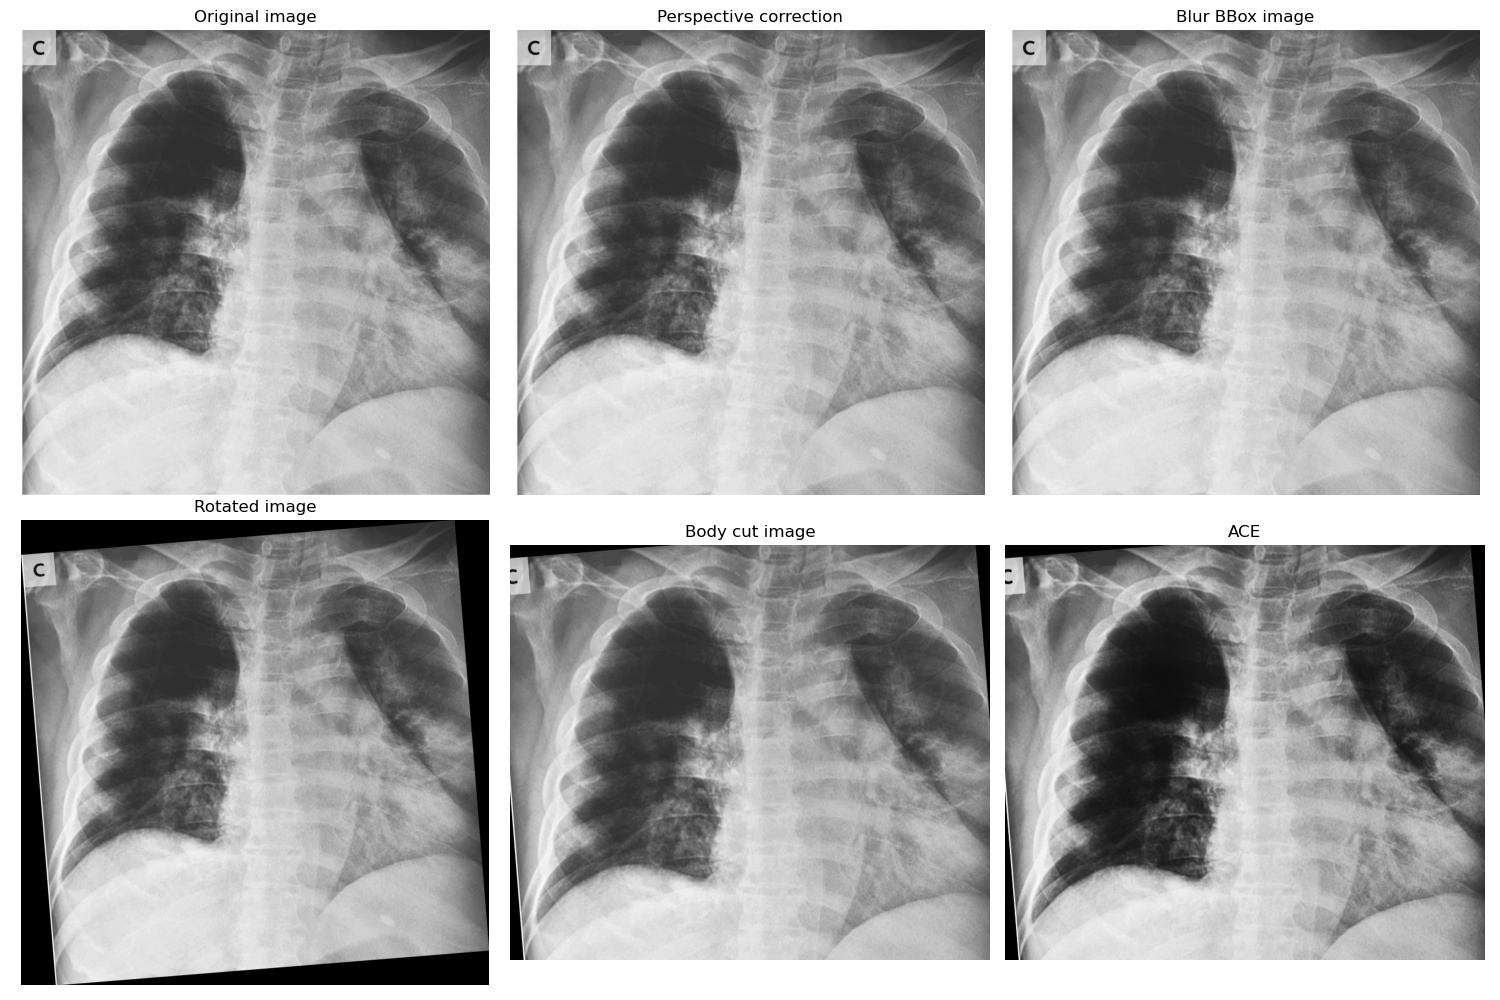 Original image
Perspective correction
Blur BBox image
C
C
C
Rotated image
Body cut image
ACE
C
C
C